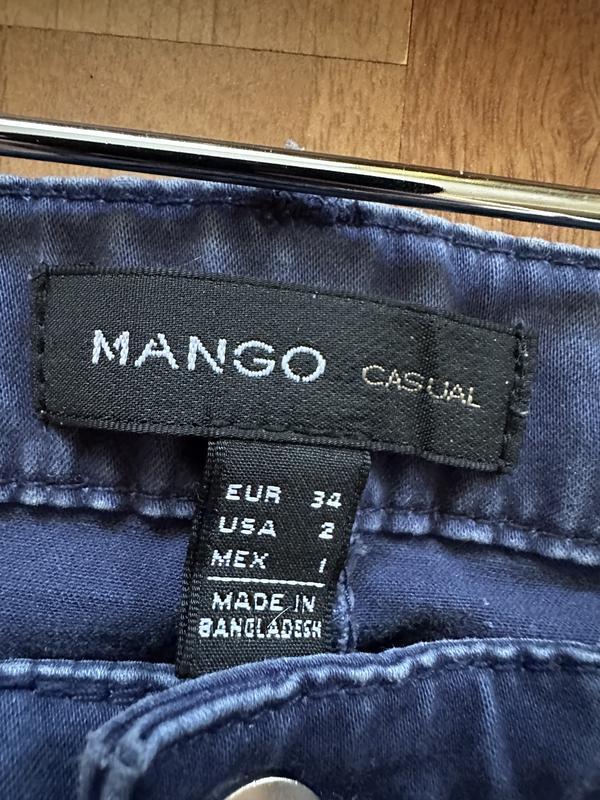 MANGO CASUAL
EUR 34
USA 2
MEX 1
MADE IN
BANGLADESH